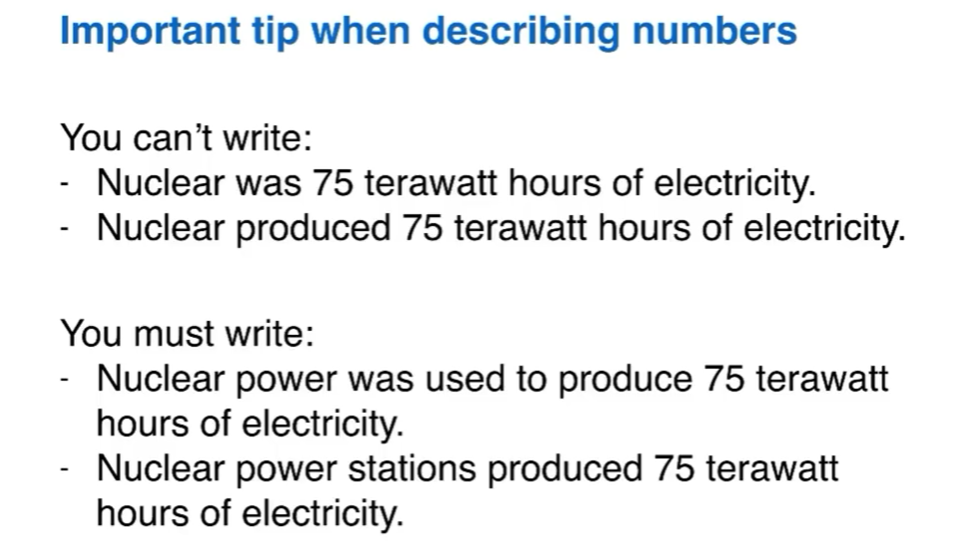 Important tip when describing numbers
You can’t write:
- Nuclear was 75 terawatt hours of electricity.
- Nuclear produced 75 terawatt hours of electricity.
You must write:
- Nuclear power was used to produce 75 terawatt
hours of electricity.
- Nuclear power stations produced 75 terawatt
hours of electricity.